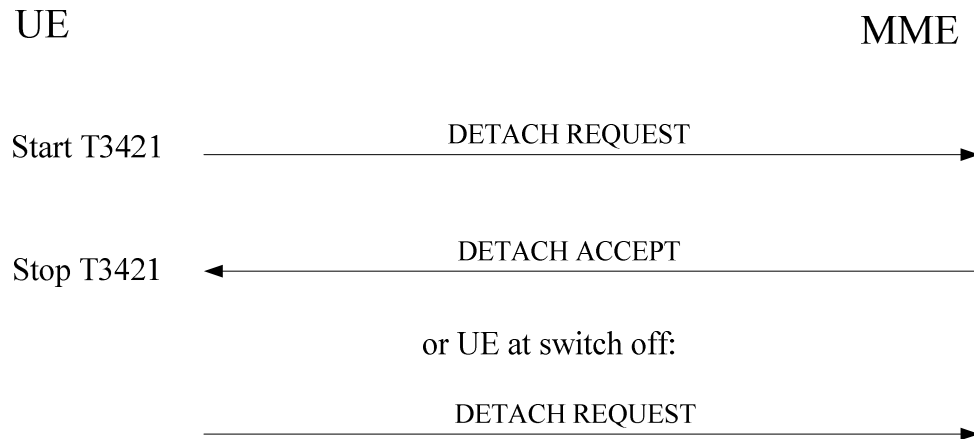 UE
MME
Start T3421
DETACH REQUEST
DETACH ACCEPT
Stop T3421
or UE at switch off:
DETACH REQUEST